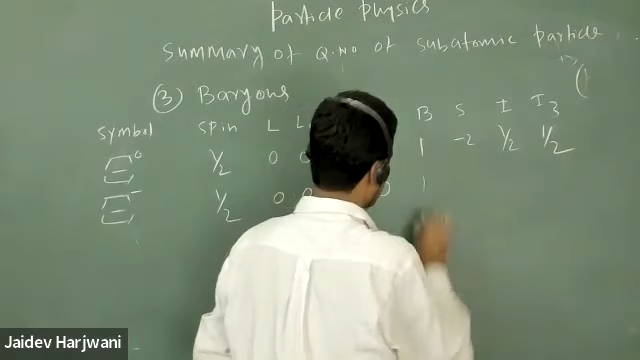 Particle Physics
Summary of Q.No of subatomic particle...
③ Baryons
symbol spin L L B S I I₃
Ξ⁰ 1/2 0 0 1 -2 1/2 1/2
Ξ⁻ 1/2 0 0 0 1
Jaidev Harjwani